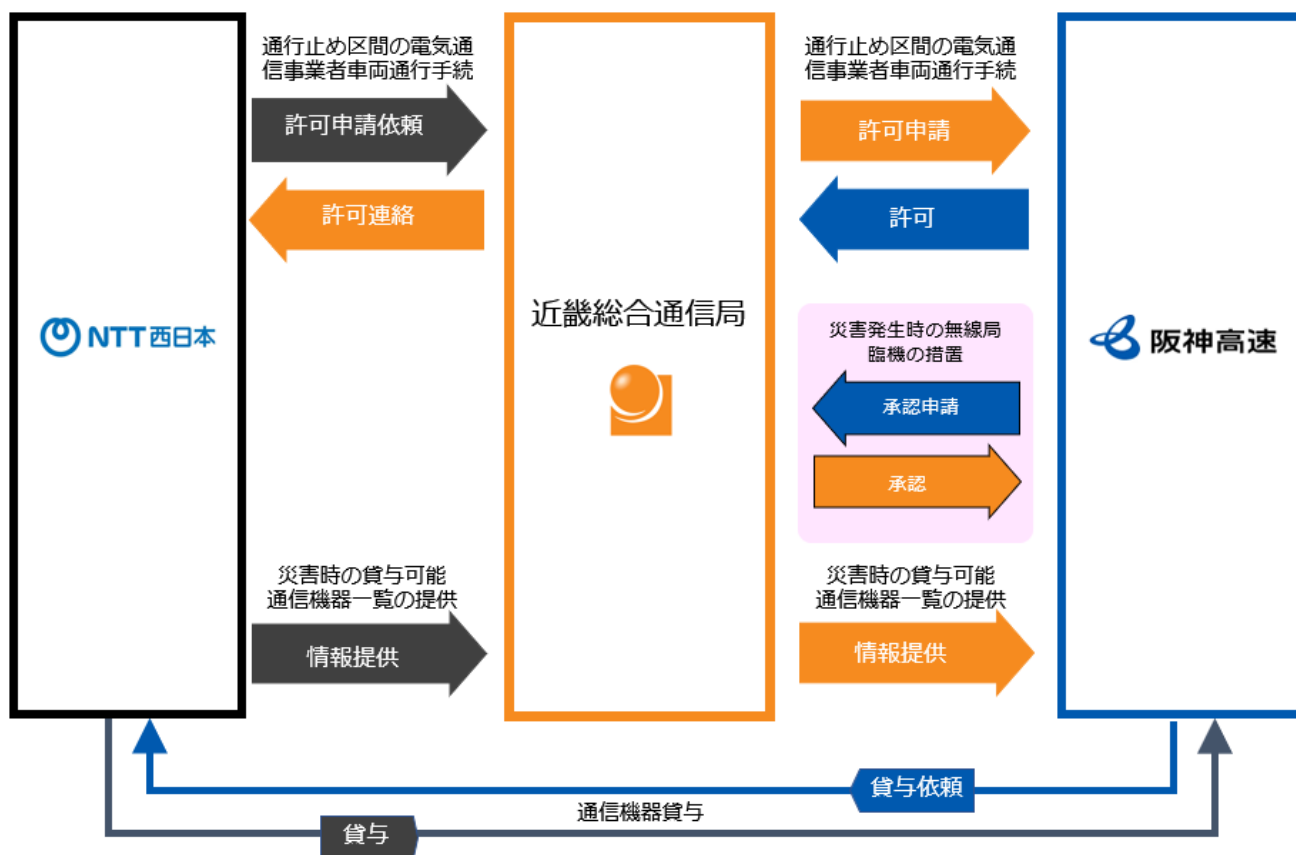 通行止め区間の電気通
信事業者車両通行手続
許可申請依頼
許可連絡
通行止め区間の電気通
信事業者車両通行手続
許可申請
許可
NTT西日本
近畿総合通信局
阪神高速
災害発生時の無線局
臨機の措置
承認申請
承認
災害時の貸与可能
通信機器一覧の提供
情報提供
災害時の貸与可能
通信機器一覧の提供
情報提供
貸与依頼
通信機器貸与
貸与